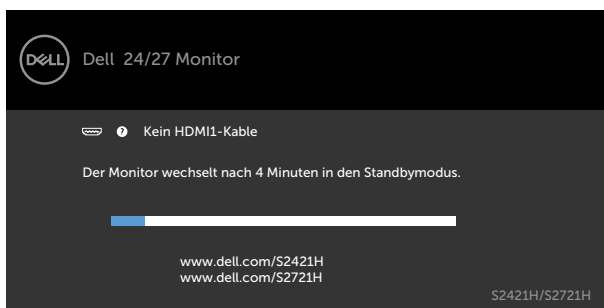 DELL
Dell 24/27 Monitor
? Kein HDMI1-Kable
Der Monitor wechselt nach 4 Minuten in den Standbymodus.
www.dell.com/S2421H
www.dell.com/S2721H
S2421H/S2721H